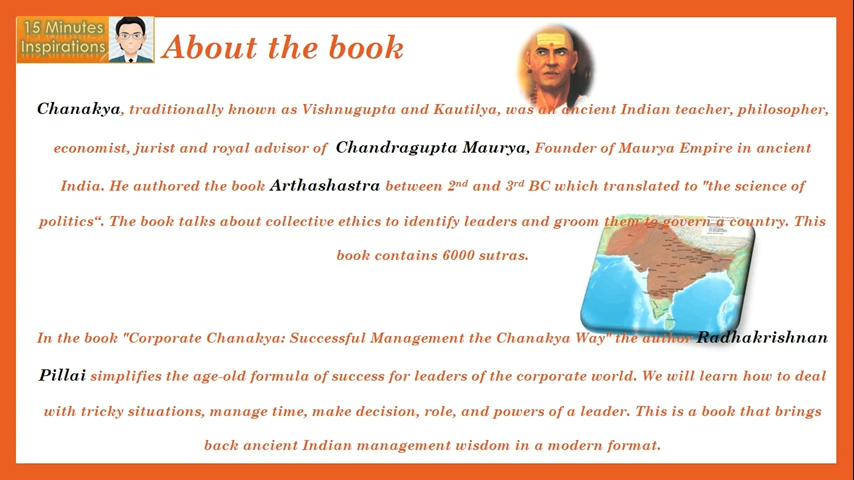 15 Minutes
Inspirations
About the book
Chanakya, traditionally known as Vishnugupta and Kautilya, was an ancient Indian teacher, philosopher,
economist, jurist and royal advisor of Chandragupta Maurya, Founder of Maurya Empire in ancient
India. He authored the book Arthashastra between 2nd and 3rd BC which translated to "the science of
politics“. The book talks about collective ethics to identify leaders and groom them to govern a country. This
book contains 6000 sutras.
In the book "Corporate Chanakya: Successful Management the Chanakya Way" the author Radhakrishnan
Pillai simplifies the age-old formula of success for leaders of the corporate world. We will learn how to deal
with tricky situations, manage time, make decision, role, and powers of a leader. This is a book that brings
back ancient Indian management wisdom in a modern format.